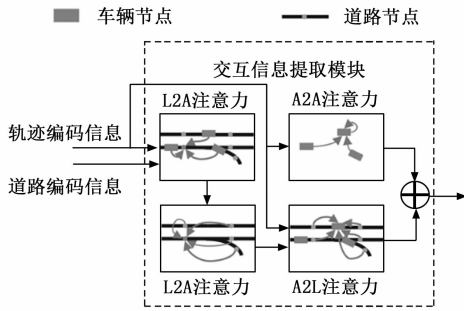 车辆节点 道路节点
交互信息提取模块
L2A注意力 A2A注意力
轨迹编码信息
道路编码信息
L2A注意力 A2L注意力